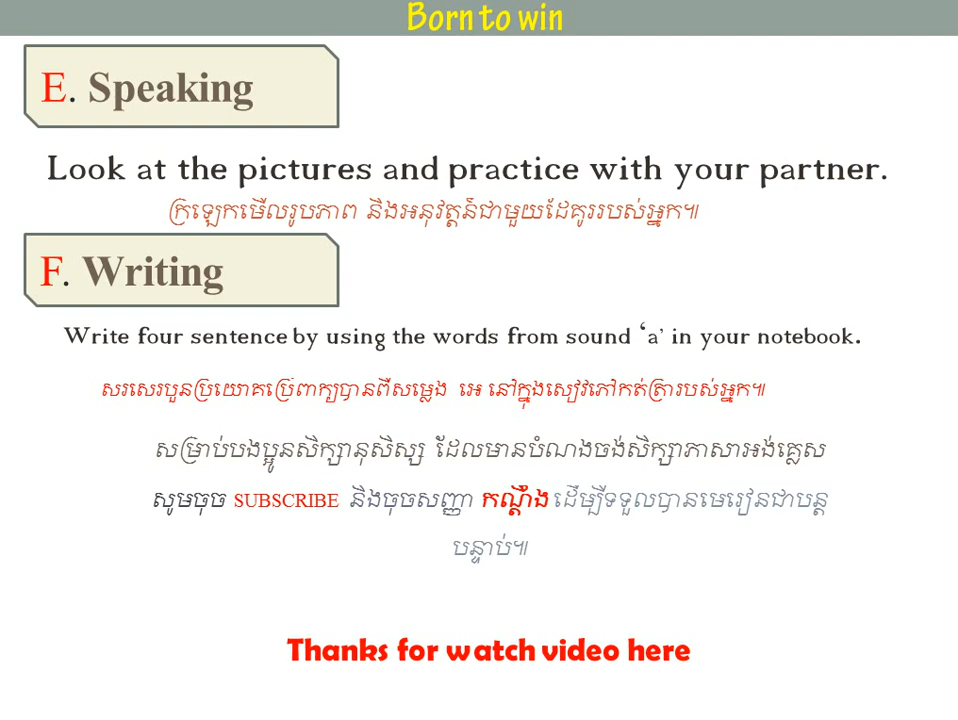 Born to win
E. Speaking
Look at the pictures and practice with your partner.
ក្រឡេកមើលរូបភាព និងអនុវត្តន៍ជាមួយដៃគូររបស់អ្នក៕
F. Writing
Write four sentence by using the words from sound ‘a’ in your notebook.
សរសេរបួនប្រយោគប្រើពាក្យបានពីសម្លេង អេ នៅក្នុងសៀវភៅកត់ត្រារបស់អ្នក៕
សម្រាប់បងប្អូនសិក្សានុសិស្ស ដែលមានបំណងចង់សិក្សាភាសាអង់គ្លេស
សូមចុច SUBSCRIBE និងចុចសញ្ញា កណ្ដឹង ដើម្បីទទួលបានមេរៀនជាបន្ត
បន្ទាប់៕
Thanks for watch video here